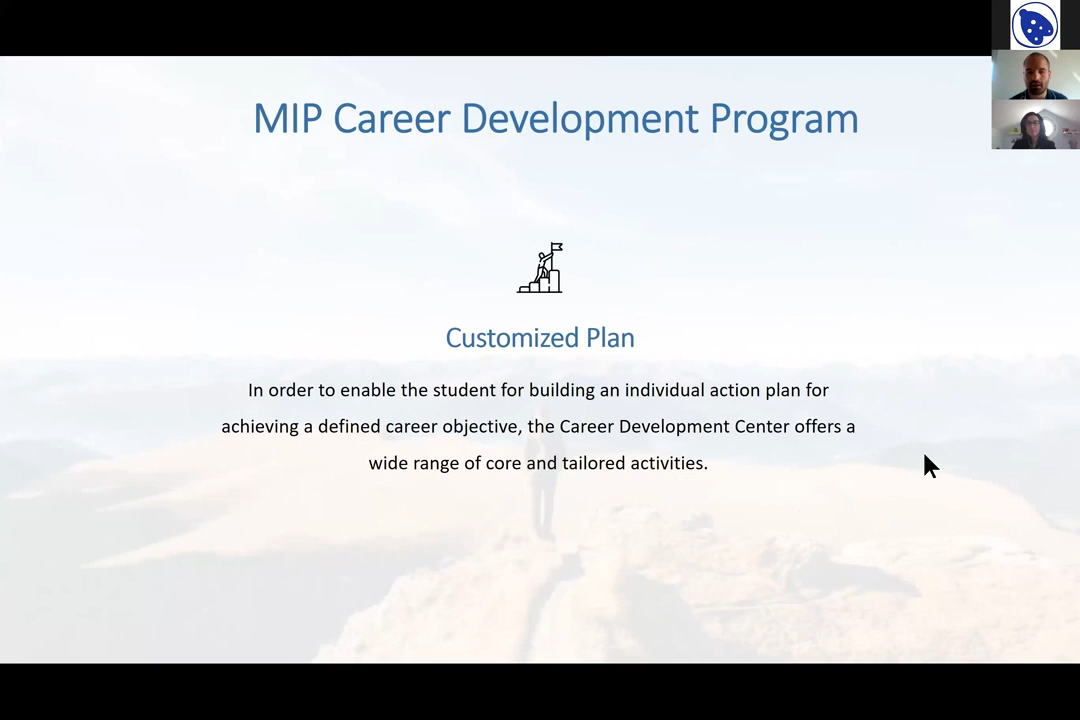 MIP Career Development Program
Customized Plan
In order to enable the student for building an individual action plan for
achieving a defined career objective, the Career Development Center offers a
wide range of core and tailored activities.